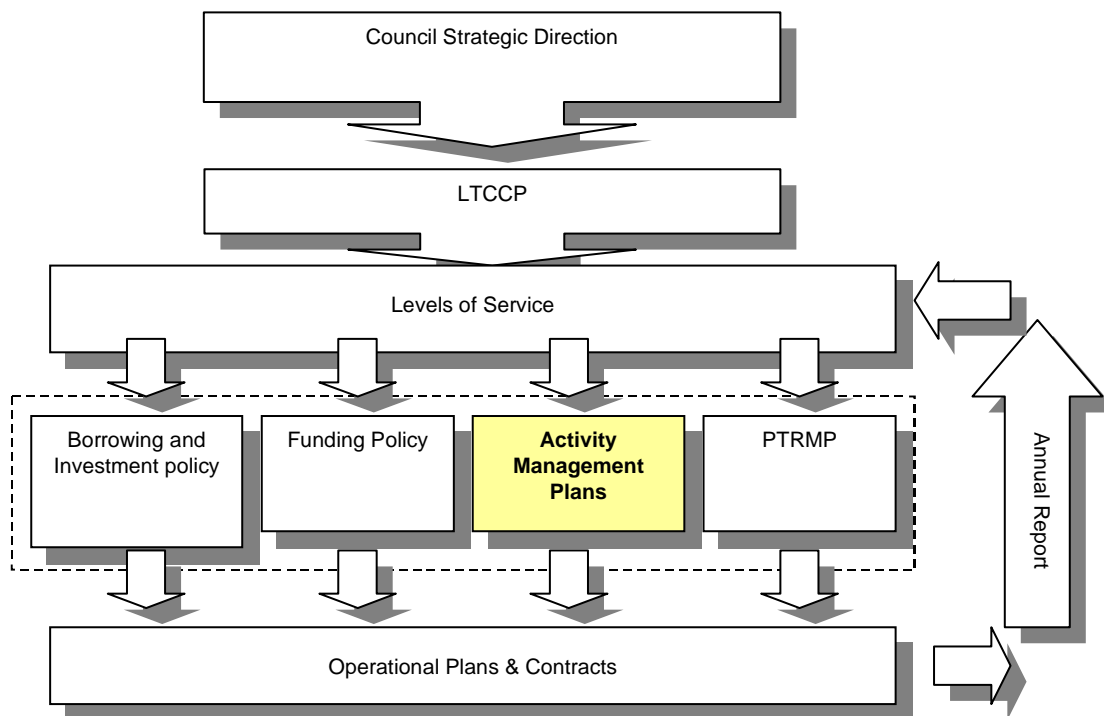 Council Strategic Direction
LTCCP
Levels of Service
Borrowing and
Investment policy
Funding Policy
Activity
Management
Plans
PTRMP
Annual Report
Operational Plans & Contracts